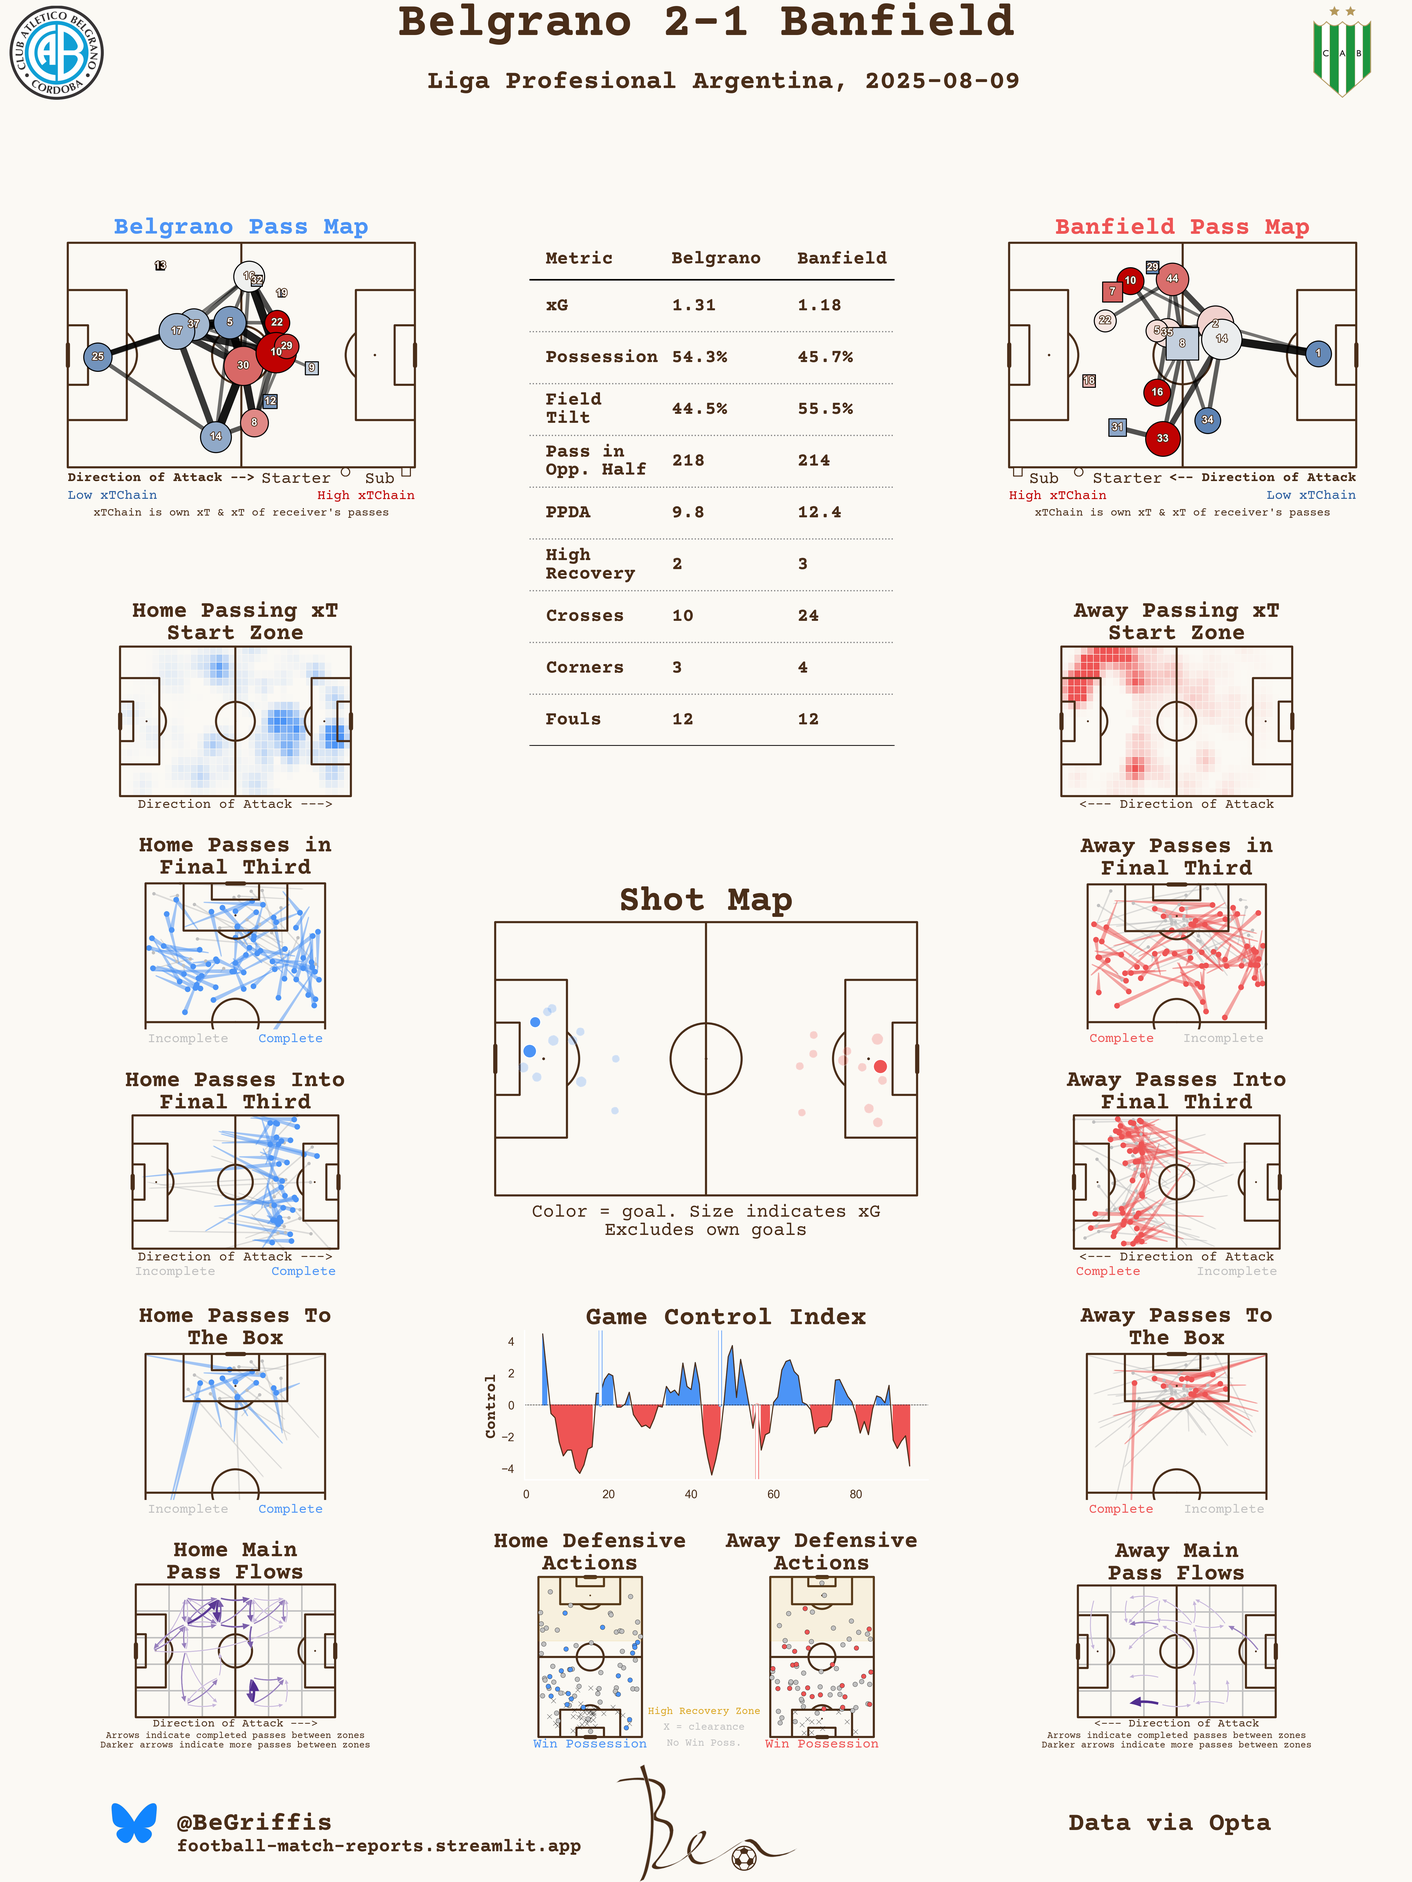 Belgrano 2-1 Banfield
Liga Profesional Argentina, 2025-08-09
CLUB ATLETICO BELGRANO
CORDOBA
CAB
Belgrano Pass Map
13
16
32
19
37
17
5
22
10
29
25
30
9
12
8
14
Direction of Attack --> Starter Sub
Low xTChain High xTChain
xTChain is own xT & xT of receiver's passes
Metric Belgrano Banfield
xG 1.31 1.18
Possession 54.3% 45.7%
Field
Tilt 44.5% 55.5%
Pass in
Opp. Half 218 214
PPDA 9.8 12.4
High
Recovery 2 3
Crosses 10 24
Corners 3 4
Fouls 12 12
Banfield Pass Map
29
10
44
7
22
5
35
2
8
14
1
18
16
34
31
33
Sub Starter <-- Direction of Attack
High xTChain Low xTChain
xTChain is own xT & xT of receiver's passes
Home Passing xT
Start Zone
Direction of Attack --->
Away Passing xT
Start Zone
<--- Direction of Attack
Home Passes in
Final Third
Incomplete Complete
Away Passes in
Final Third
Complete Incomplete
Shot Map
Color = goal. Size indicates xG
Excludes own goals
Home Passes Into
Final Third
Direction of Attack --->
Incomplete Complete
Away Passes Into
Final Third
<--- Direction of Attack
Complete Incomplete
Home Passes To
The Box
Incomplete Complete
Game Control Index
Control
4
2
0
−2
−4
0 20 40 60 80
Away Passes To
The Box
Complete Incomplete
Home Main
Pass Flows
Direction of Attack --->
Arrows indicate completed passes between zones
Darker arrows indicate more passes between zones
Home Defensive
Actions
Win Possession
Away Defensive
Actions
Win Possession
High Recovery Zone
X = clearance
No Win Poss.
Away Main
Pass Flows
<--- Direction of Attack
Arrows indicate completed passes between zones
Darker arrows indicate more passes between zones
@BeGriffis
football-match-reports.streamlit.app
Ben
Data via Opta